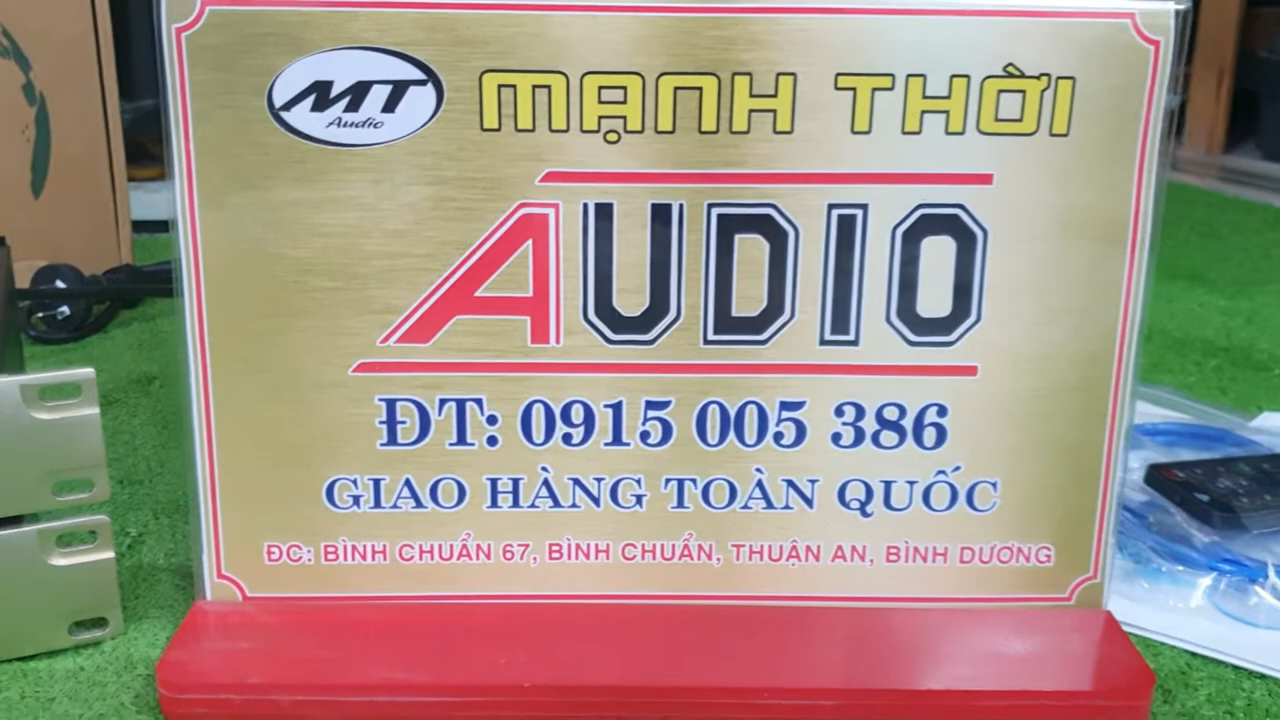 MT
Audio
MẠNH THỜI
AUDIO
ĐT: 0915 005 386
GIAO HÀNG TOÀN QUỐC
ĐC: BÌNH CHUẨN 67, BÌNH CHUẨN, THUẬN AN, BÌNH DƯƠNG